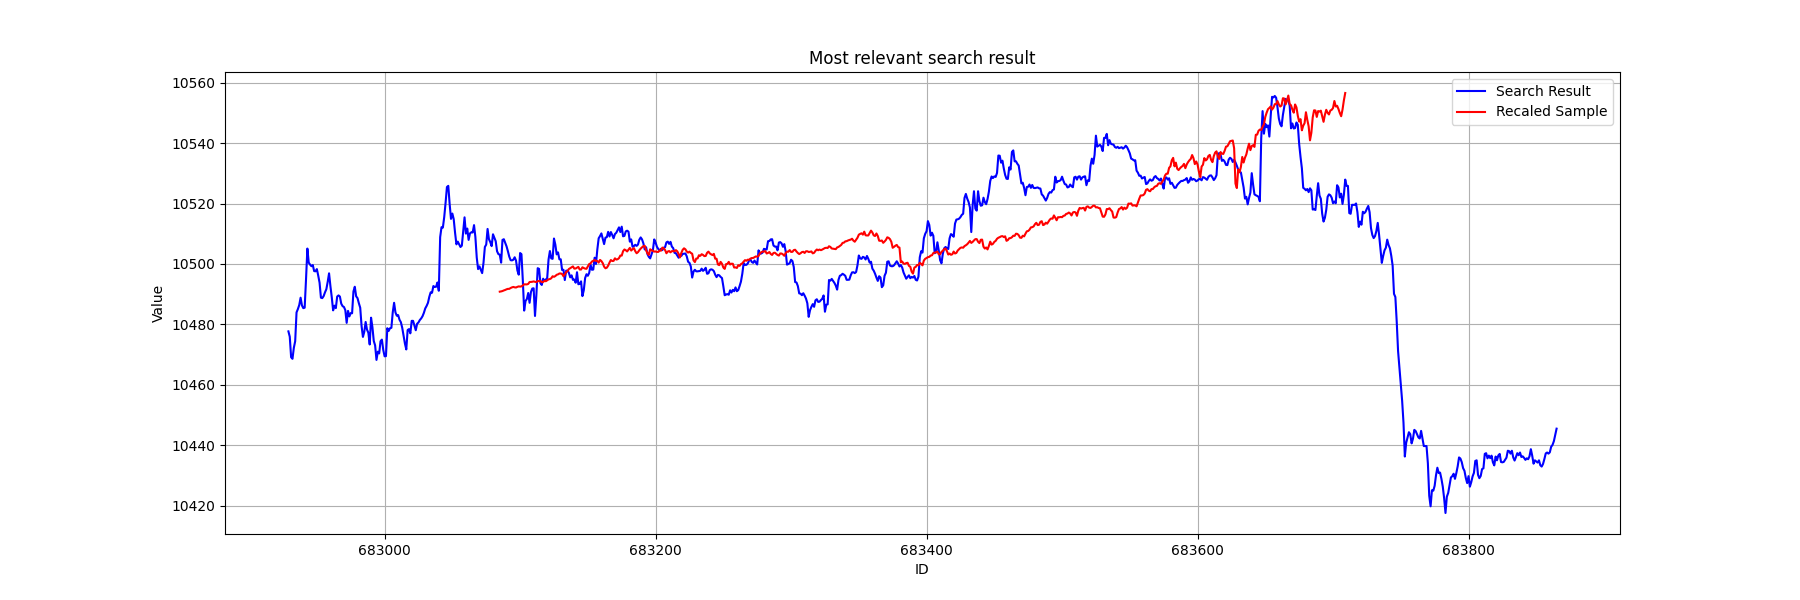 Most relevant search result
Search Result
Recaled Sample
Value
10560
10540
10520
10500
10480
10460
10440
10420
683000
683200
683400
683600
683800
ID